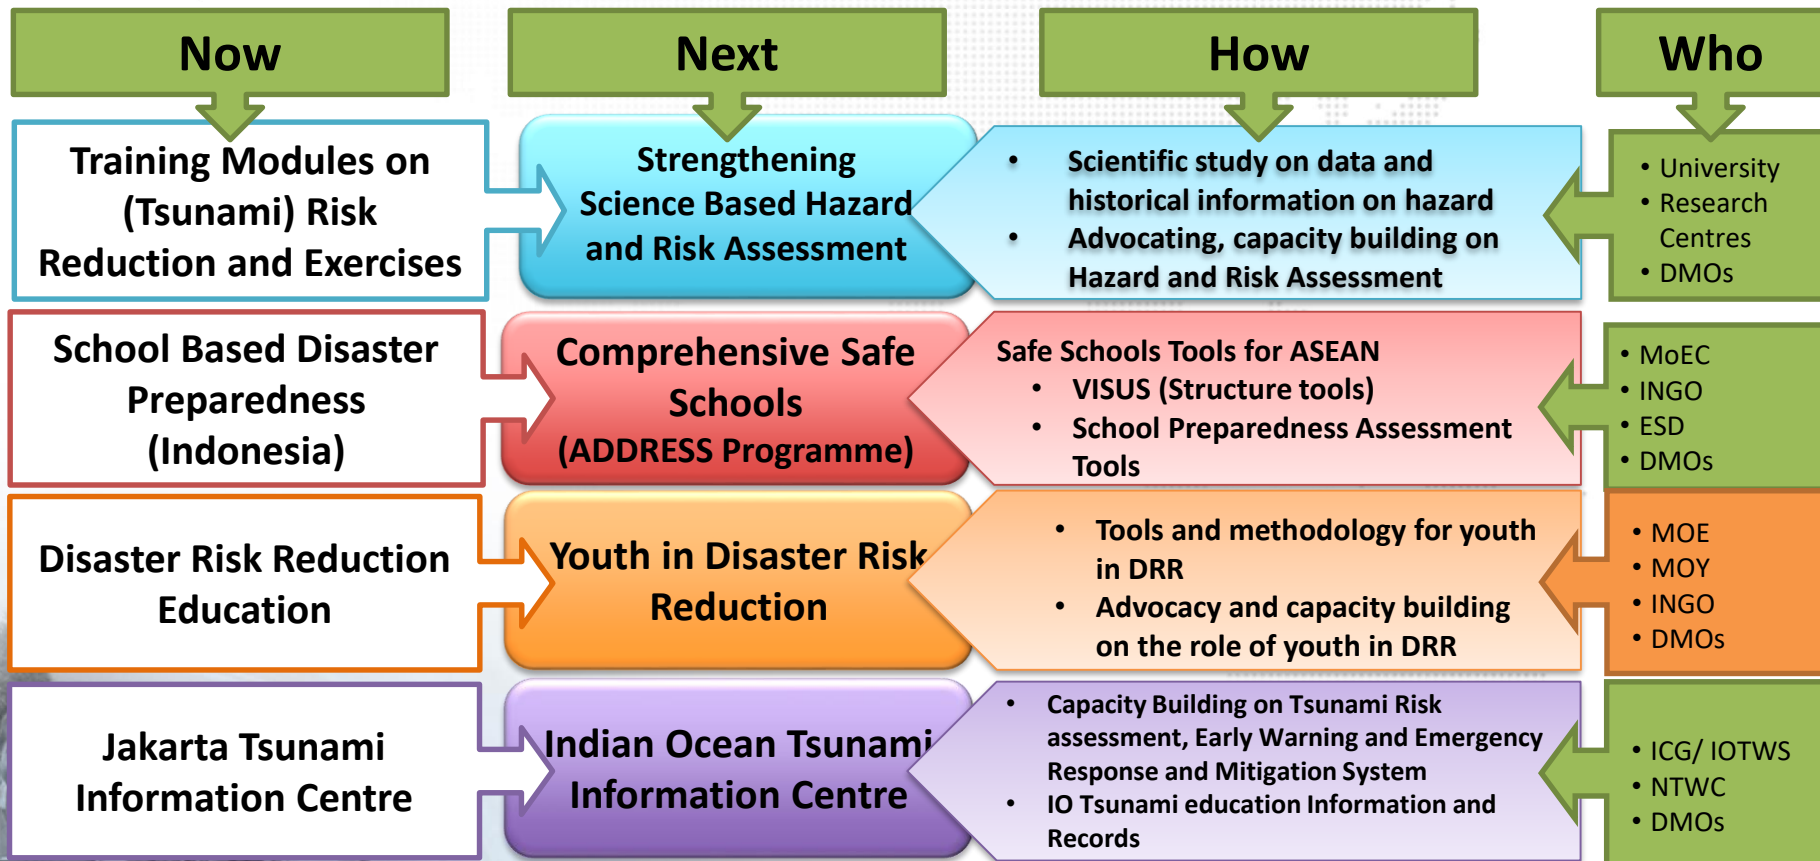 Now
Next
How
Who
Training Modules on
(Tsunami) Risk
Reduction and Exercises
Strengthening
Science Based Hazard
and Risk Assessment
• Scientific study on data and
historical information on hazard
• Advocating, capacity building on
Hazard and Risk Assessment
• University
• Research
Centres
• DMOs
School Based Disaster
Preparedness
(Indonesia)
Comprehensive Safe
Schools
(ADDRESS Programme)
Safe Schools Tools for ASEAN
• VISUS (Structure tools)
• School Preparedness Assessment
Tools
• MoEC
• INGO
• ESD
• DMOs
Disaster Risk Reduction
Education
Youth in Disaster Risk
Reduction
• Tools and methodology for youth
in DRR
• Advocacy and capacity building
on the role of youth in DRR
• MOE
• MOY
• INGO
• DMOs
Jakarta Tsunami
Information Centre
Indian Ocean Tsunami
Information Centre
• Capacity Building on Tsunami Risk
assessment, Early Warning and Emergency
Response and Mitigation System
• IO Tsunami education Information and
Records
• ICG/ IOTWS
• NTWC
• DMOs